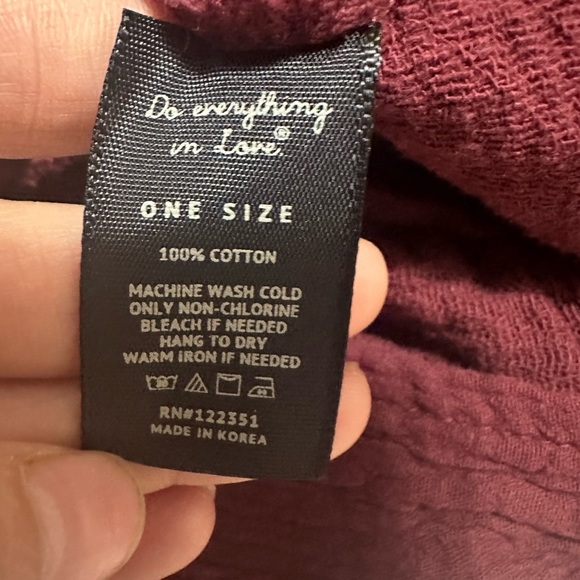 Do everything
in Love®
ONE SIZE
100% COTTON
MACHINE WASH COLD
ONLY NON-CHLORINE
BLEACH IF NEEDED
HANG TO DRY
WARM IRON IF NEEDED
RN#122351
MADE IN KOREA